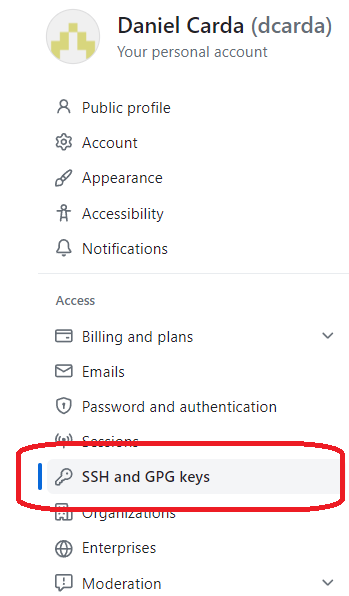 Daniel Carda (dcarda)
Your personal account
Public profile
Account
Appearance
Accessibility
Notifications
Access
Billing and plans
Emails
Password and authentication
Sessions
SSH and GPG keys
Organizations
Enterprises
Moderation